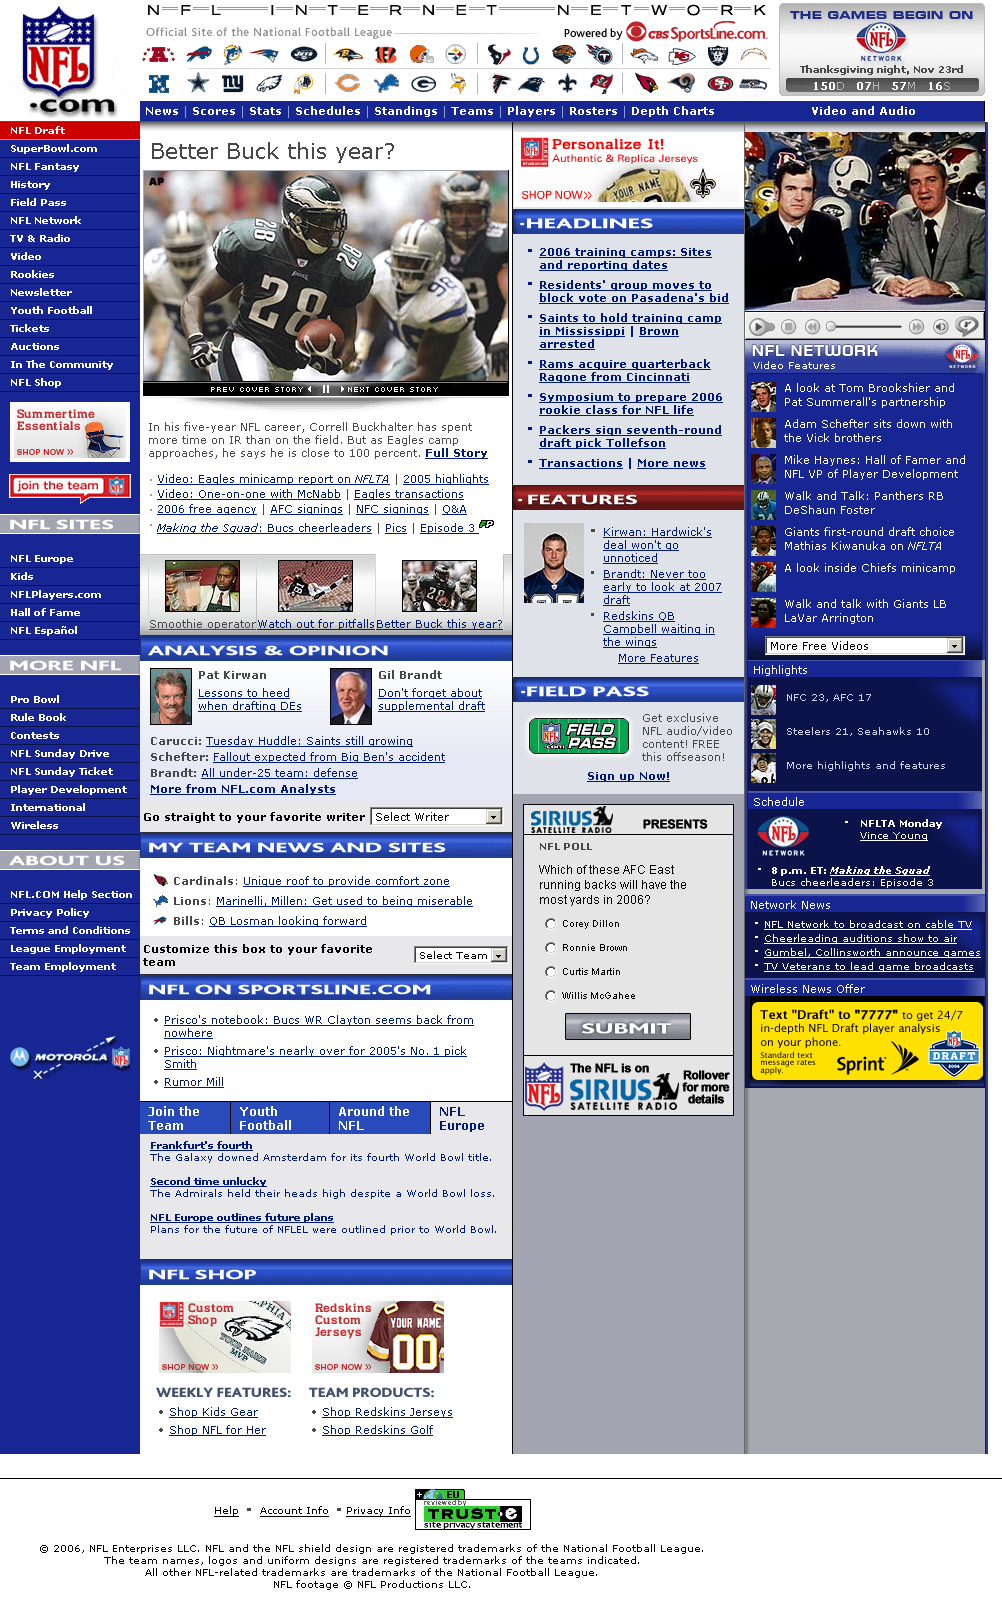 NFL INTERNET NETWORK
Official Site of the National Football League
Powered by CBS SportsLine.com
THE GAMES BEGIN ON
NFL
NETWORK
Thanksgiving night, Nov 23rd
150D 07H 57M 16S
NFL
.com
News | Scores | Stats | Schedules | Standings | Teams | Players | Rosters | Depth Charts
Video and Audio
NFL Draft
SuperBowl.com
NFL Fantasy
History
Field Pass
NFL Network
TV & Radio
Video
Rookies
Newsletter
Youth Football
Tickets
Auctions
In The Community
NFL Shop
Summertime
Essentials
SHOP NOW >>
join the team
NFL SITES
NFL Europe
Kids
NFLPlayers.com
Hall of Fame
NFL Español
MORE NFL
Pro Bowl
Rule Book
Contests
NFL Sunday Drive
NFL Sunday Ticket
Player Development
International
Wireless
ABOUT US
NFL.COM Help Section
Privacy Policy
Terms and Conditions
League Employment
Team Employment
MOTOROLA
Better Buck this year?
AP
28
28
PREV COVER STORY
NEXT COVER STORY
In his five-year NFL career, Correll Buckhalter has spent
more time on IR than on the field. But as Eagles camp
approaches, he says he is close to 100 percent. Full Story
Video: Eagles minicamp report on NFLTA | 2005 highlights
Video: One-on-one with McNabb | Eagles transactions
2006 free agency | AFC signings | NFC signings | Q&A
Making the Squad: Bucs cheerleaders | Pics | Episode 3 FP
Smoothie operator
Watch out for pitfalls
Better Buck this year?
ANALYSIS & OPINION
Pat Kirwan
Lessons to heed
when drafting DEs
Gil Brandt
Don't forget about
supplemental draft
Carucci: Tuesday Huddle: Saints still growing
Schefter: Fallout expected from Big Ben's accident
Brandt: All under-25 team: defense
More from NFL.com Analysts
Go straight to your favorite writer Select Writer
MY TEAM NEWS AND SITES
Cardinals: Unique roof to provide comfort zone
Lions: Marinelli, Millen: Get used to being miserable
Bills: QB Losman looking forward
Customize this box to your favorite
team
Select Team
NFL ON SPORTSLINE.COM
Prisco's notebook: Bucs WR Clayton seems back from
nowhere
Prisco: Nightmare's nearly over for 2005's No. 1 pick
Smith
Rumor Mill
Join the
Team
Youth
Football
Around the
NFL
NFL
Europe
Frankfurt's fourth
The Galaxy downed Amsterdam for its fourth World Bowl title.
Second time unlucky
The Admirals held their heads high despite a World Bowl loss.
NFL Europe outlines future plans
Plans for the future of NFLEL were outlined prior to World Bowl.
NFL SHOP
Custom
Shop
YOUR NAME
MVP
SHOP NOW >>
Redskins
Custom
Jerseys
YOUR NAME
00
SHOP NOW >>
WEEKLY FEATURES:
Shop Kids Gear
Shop NFL for Her
TEAM PRODUCTS:
Shop Redskins Jerseys
Shop Redskins Golf
Personalize It!
Authentic & Replica Jerseys
YOUR NAME
SHOP NOW>>
HEADLINES
2006 training camps: Sites
and reporting dates
Residents' group moves to
block vote on Pasadena's bid
Saints to hold training camp
in Mississippi | Brown
arrested
Rams acquire quarterback
Ragone from Cincinnati
Symposium to prepare 2006
rookie class for NFL life
Packers sign seventh-round
draft pick Tollefson
Transactions | More news
FEATURES
Kirwan: Hardwick's
deal won't go
unnoticed
Brandt: Never too
early to look at 2007
draft
Redskins QB
Campbell waiting in
the wings
More Features
FIELD PASS
NFL
FIELD
PASS
Get exclusive
NFL audio/video
content! FREE
this offseason!
Sign up Now!
SIRIUS
SATELLITE RADIO
PRESENTS
NFL POLL
Which of these AFC East
running backs will have the
most yards in 2006?
Corey Dillon
Ronnie Brown
Curtis Martin
Willis McGahee
SUBMIT
NFL
The NFL is on
SIRIUS
SATELLITE RADIO
Rollover
for more
details
NFL NETWORK
Video Features
A look at Tom Brookshier and
Pat Summerall's partnership
Adam Schefter sits down with
the Vick brothers
Mike Haynes: Hall of Famer and
NFL VP of Player Development
Walk and Talk: Panthers RB
DeShaun Foster
Giants first-round draft choice
Mathias Kiwanuka on NFLTA
A look inside Chiefs minicamp
Walk and talk with Giants LB
LaVar Arrington
More Free Videos
Highlights
NFC 23, AFC 17
Steelers 21, Seahawks 10
More highlights and features
Schedule
NFL
NETWORK
NFLTA Monday
Vince Young
8 p.m. ET: Making the Squad
Bucs cheerleaders: Episode 3
Network News
NFL Network to broadcast on cable TV
Cheerleading auditions show to air
Gumbel, Collinsworth announce games
TV Veterans to lead game broadcasts
Wireless News Offer
Text "Draft" to "7777" to get 24/7
in-depth NFL Draft player analysis
on your phone.
Standard text
message rates
apply.
Sprint
NFL
DRAFT
2006
Help
Account Info
Privacy Info
EU
reviewed by
TRUSTe
site privacy statement
© 2006, NFL Enterprises LLC. NFL and the NFL shield design are registered trademarks of the National Football League.
The team names, logos and uniform designs are registered trademarks of the teams indicated.
All other NFL-related trademarks are trademarks of the National Football League.
NFL footage © NFL Productions LLC.